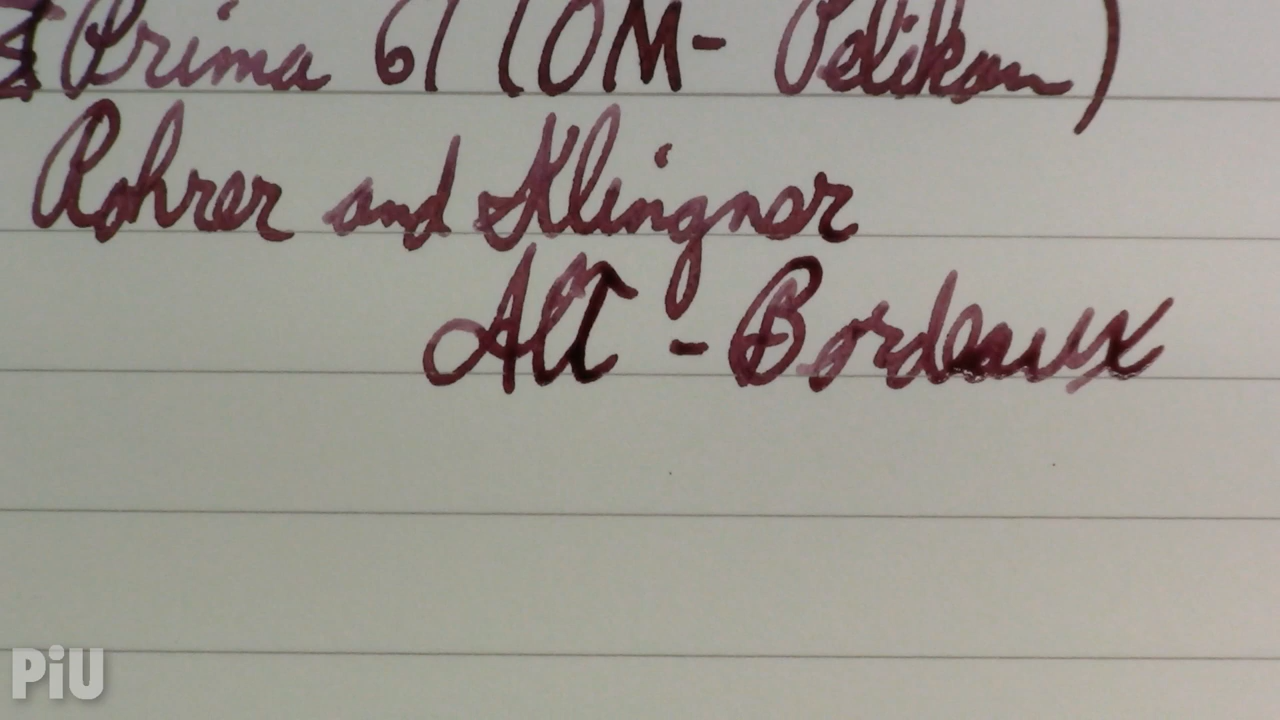 Prima 61 (OM- Pelikan)
Rohrer and Klingner
Alt - Bordeaux
PiU